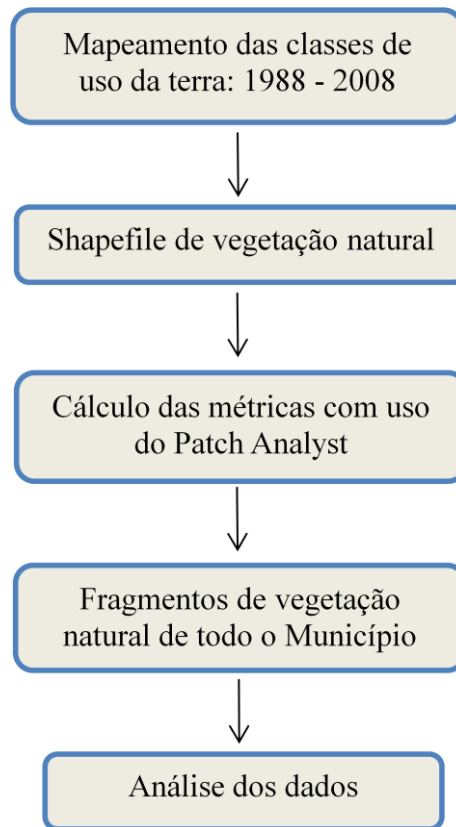 Mapeamento das classes de
uso da terra: 1988 - 2008
Shapefile de vegetação natural
Cálculo das métricas com uso
do Patch Analyst
Fragmentos de vegetação
natural de todo o Município
Análise dos dados